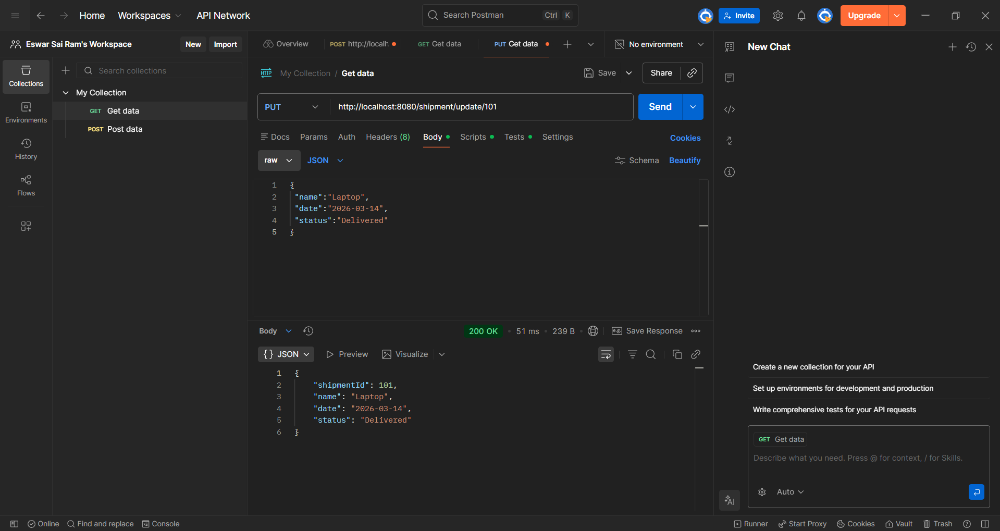 Home Workspaces API Network Search Postman Ctrl K Invite Upgrade
Eswar Sai Ram's Workspace New Import
Overview POST http://localh GET Get data PUT Get data No environment
New Chat
Collections
Environments
History
Flows
Search collections
My Collection
GET Get data
POST Post data
HTTP My Collection / Get data Save Share
PUT http://localhost:8080/shipment/update/101 Send
Docs Params Auth Headers (8) Body Scripts Tests Settings Cookies
raw JSON Schema Beautify
1 {
2 "name":"Laptop",
3 "date":"2026-03-14",
4 "status":"Delivered"
5 }
Body 200 OK • 51 ms • 239 B • e.g. Save Response
{} JSON Preview Visualize
1 {
2 "shipmentId": 101,
3 "name": "Laptop",
4 "date": "2026-03-14",
5 "status": "Delivered"
6 }
Create a new collection for your API
Set up environments for development and production
Write comprehensive tests for your API requests
GET Get data
Describe what you need. Press @ for context, / for Skills.
Auto
AI
Online Find and replace Console Runner Start Proxy Cookies Vault Trash